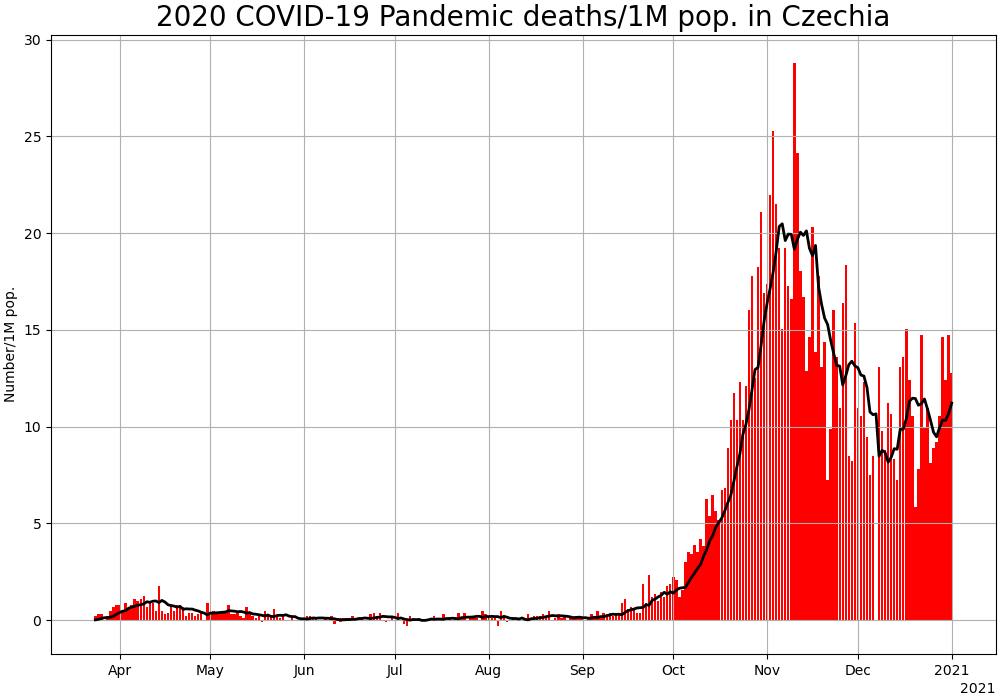 2020 COVID-19 Pandemic deaths/1M pop. in Czechia
Number/1M pop.
30
25
20
15
10
5
0
Apr May Jun Jul Aug Sep Oct Nov Dec 2021
2021